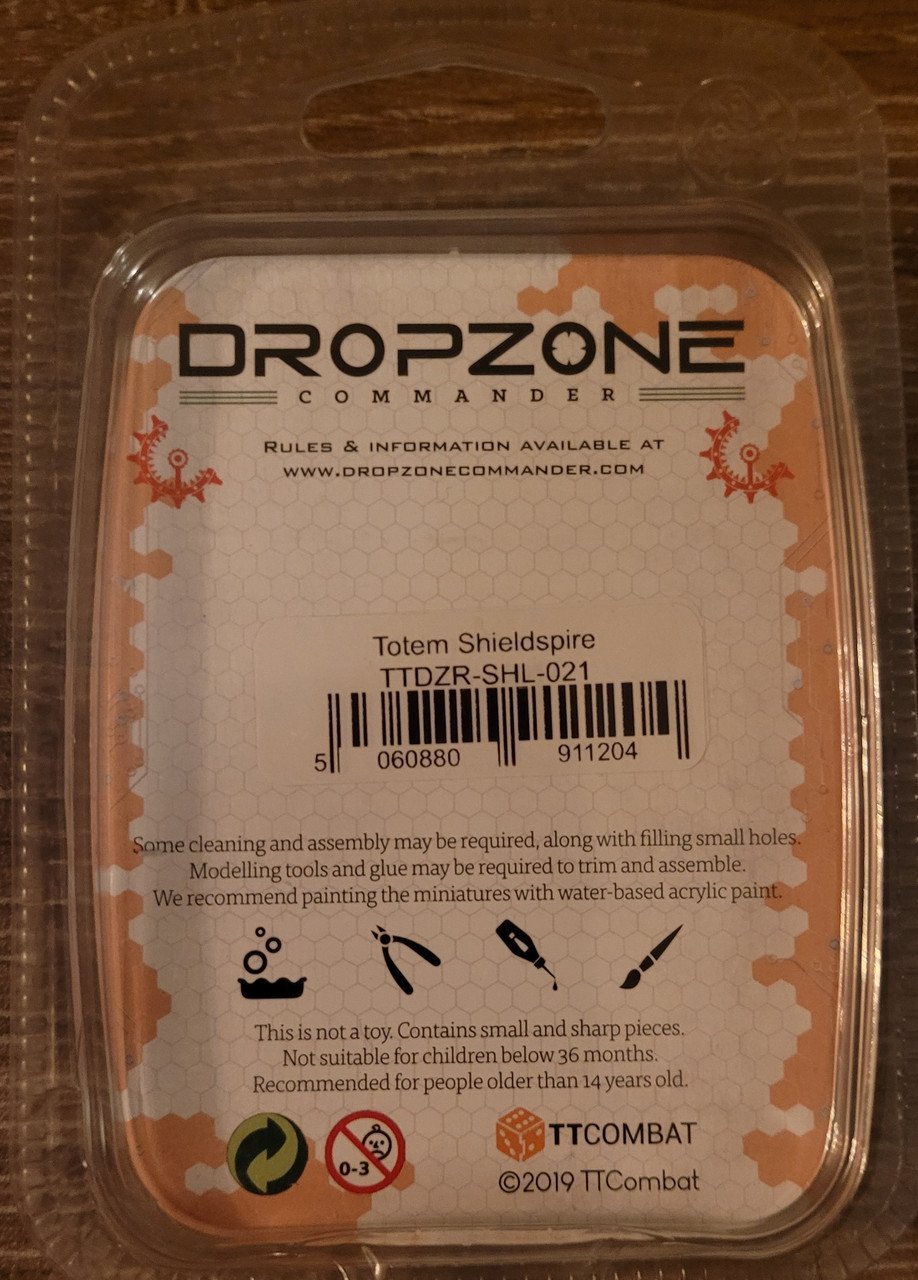 DROPZONE
COMMANDER
RULES & INFORMATION AVAILABLE AT
WWW.DROPZONECOMMANDER.COM
Totem Shieldspire
TTDZR-SHL-021
5 060880 911204
Some cleaning and assembly may be required, along with filling small holes.
Modelling tools and glue may be required to trim and assemble.
We recommend painting the miniatures with water-based acrylic paint.
This is not a toy. Contains small and sharp pieces.
Not suitable for children below 36 months.
Recommended for people older than 14 years old.
0-3
TTCOMBAT
©2019 TTCombat